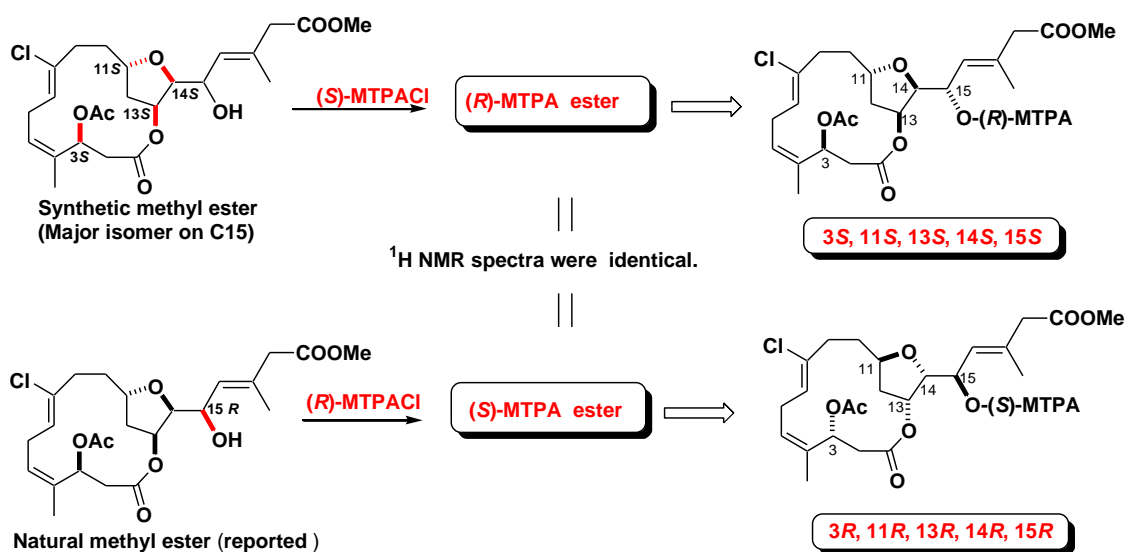 COOMe
Cl
O
11S
14S
OH
13S
OAc
3S
O
O
Synthetic methyl ester
(Major isomer on C15)
(S)-MTPACl
(R)-MTPA ester
COOMe
Cl
O
11
14
15
O-(R)-MTPA
13
OAc
O
3
O
3S, 11S, 13S, 14S, 15S
1H NMR spectra were identical.
COOMe
Cl
O
15 R
OH
OAc
O
O
Natural methyl ester (reported )
(R)-MTPACl
(S)-MTPA ester
COOMe
Cl
O
11
14
15
O-(S)-MTPA
13
OAc
O
3
O
3R, 11R, 13R, 14R, 15R